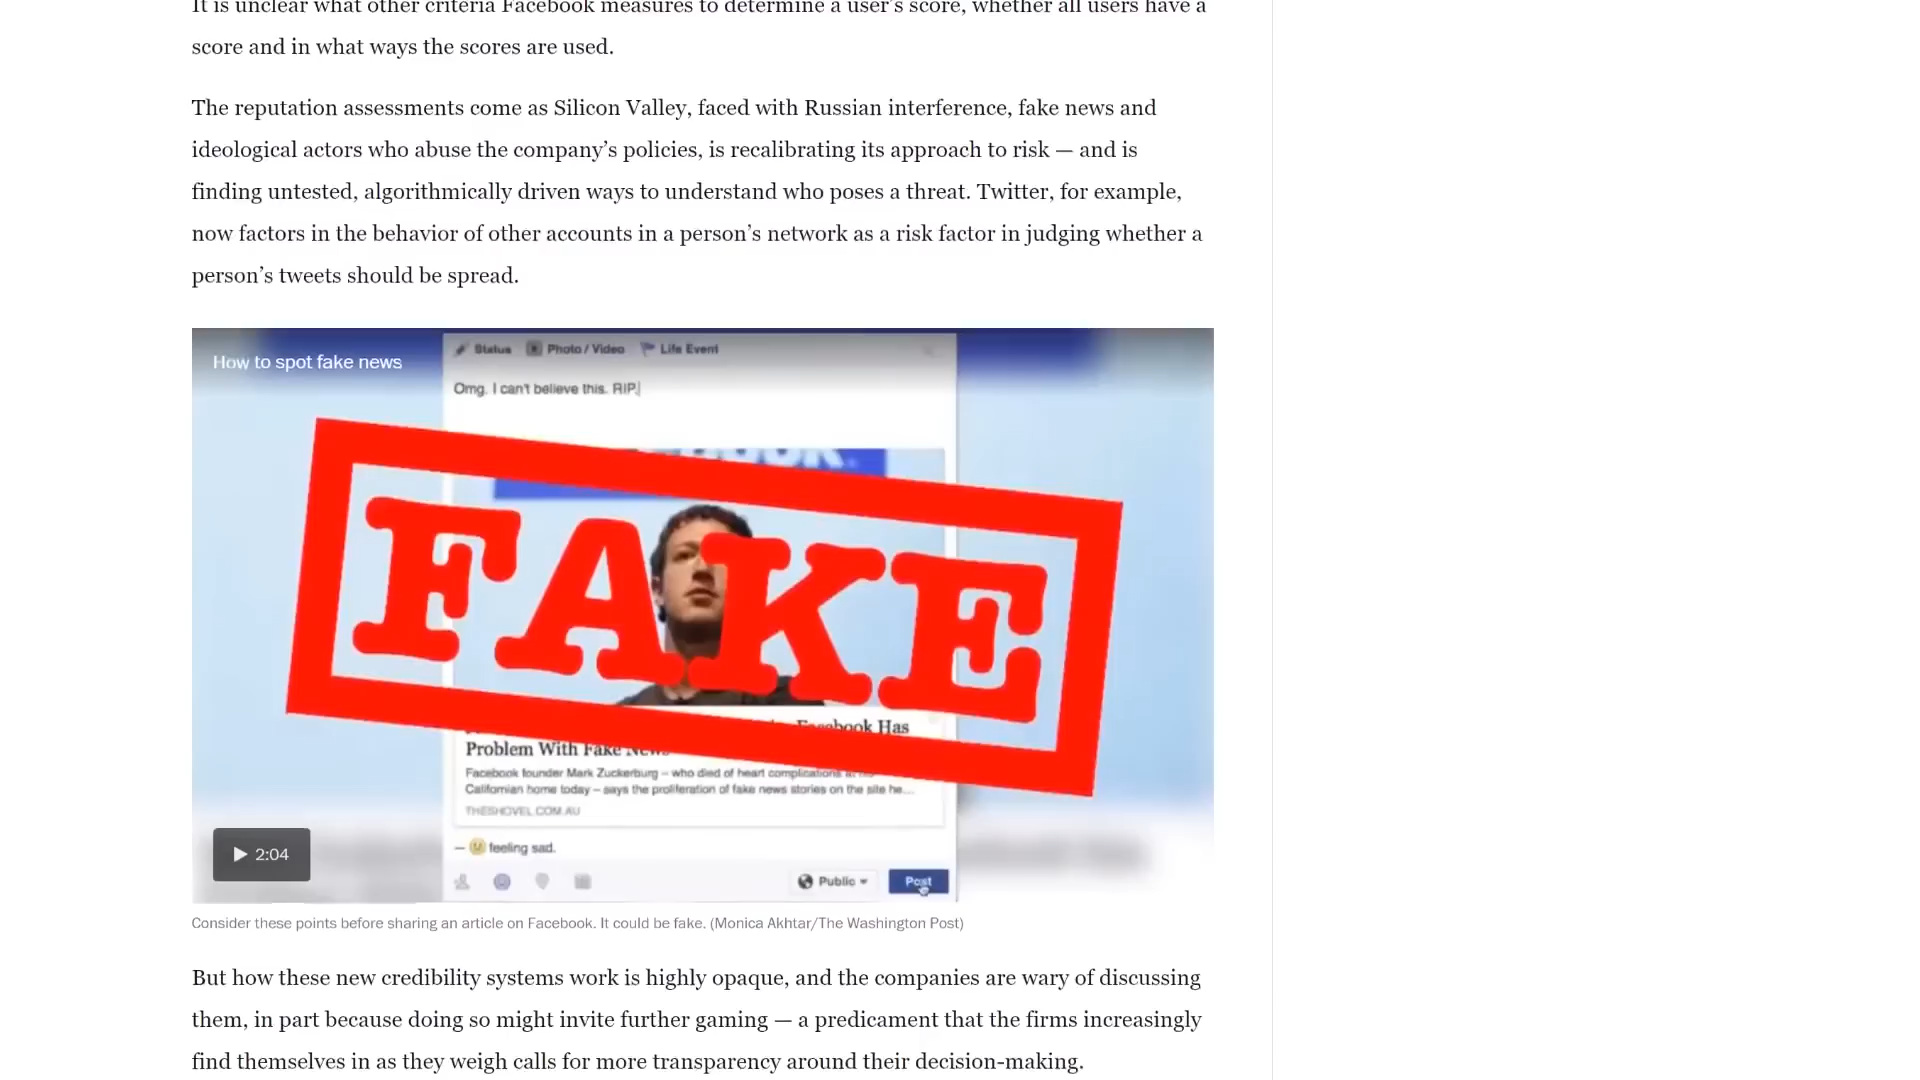 It is unclear what other criteria Facebook measures to determine a user's score, whether all users have a
score and in what ways the scores are used.
The reputation assessments come as Silicon Valley, faced with Russian interference, fake news and
ideological actors who abuse the company’s policies, is recalibrating its approach to risk — and is
finding untested, algorithmically driven ways to understand who poses a threat. Twitter, for example,
now factors in the behavior of other accounts in a person’s network as a risk factor in judging whether a
person’s tweets should be spread.
How to spot fake news
Status Photo / Video Life Event
Omg. I can't believe this. RIP.
FAKE
Facebook Has
Problem With Fake News
Facebook founder Mark Zuckerburg – who died of heart complications at his
Californian home today – says the proliferation of fake news stories on the site he...
THESHOVEL.COM.AU
— feeling sad.
2:04
Public Post
Consider these points before sharing an article on Facebook. It could be fake. (Monica Akhtar/The Washington Post)
But how these new credibility systems work is highly opaque, and the companies are wary of discussing
them, in part because doing so might invite further gaming — a predicament that the firms increasingly
find themselves in as they weigh calls for more transparency around their decision-making.